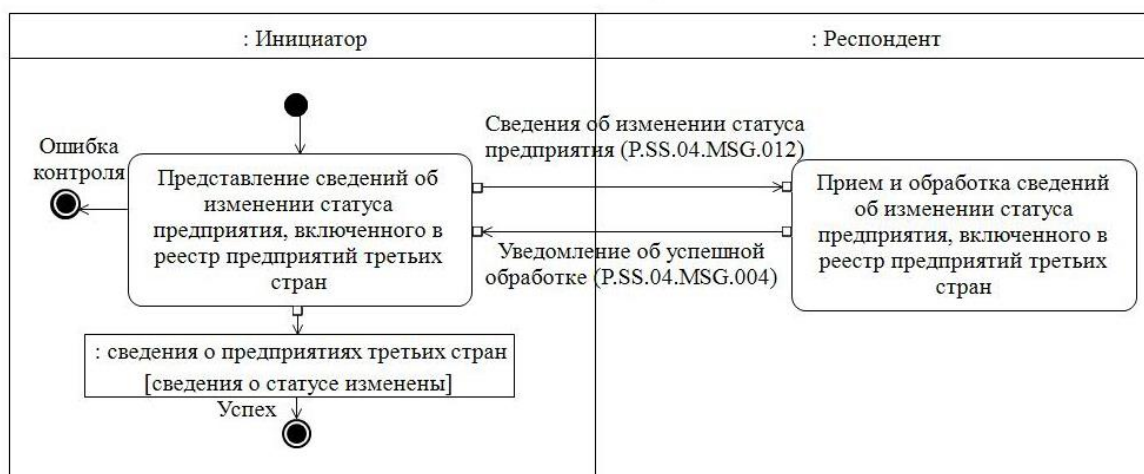 : Инициатор
: Респондент
Ошибка
контроля
Представление сведений об
изменении статуса
предприятия, включенного в
реестр предприятий третьих
стран
Сведения об изменении статуса
предприятия (P.SS.04.MSG.012)
Уведомление об успешной
обработке (P.SS.04.MSG.004)
Прием и обработка сведений
об изменении статуса
предприятия, включенного в
реестр предприятий третьих
стран
: сведения о предприятиях третьих стран
[сведения о статусе изменены]
Успех